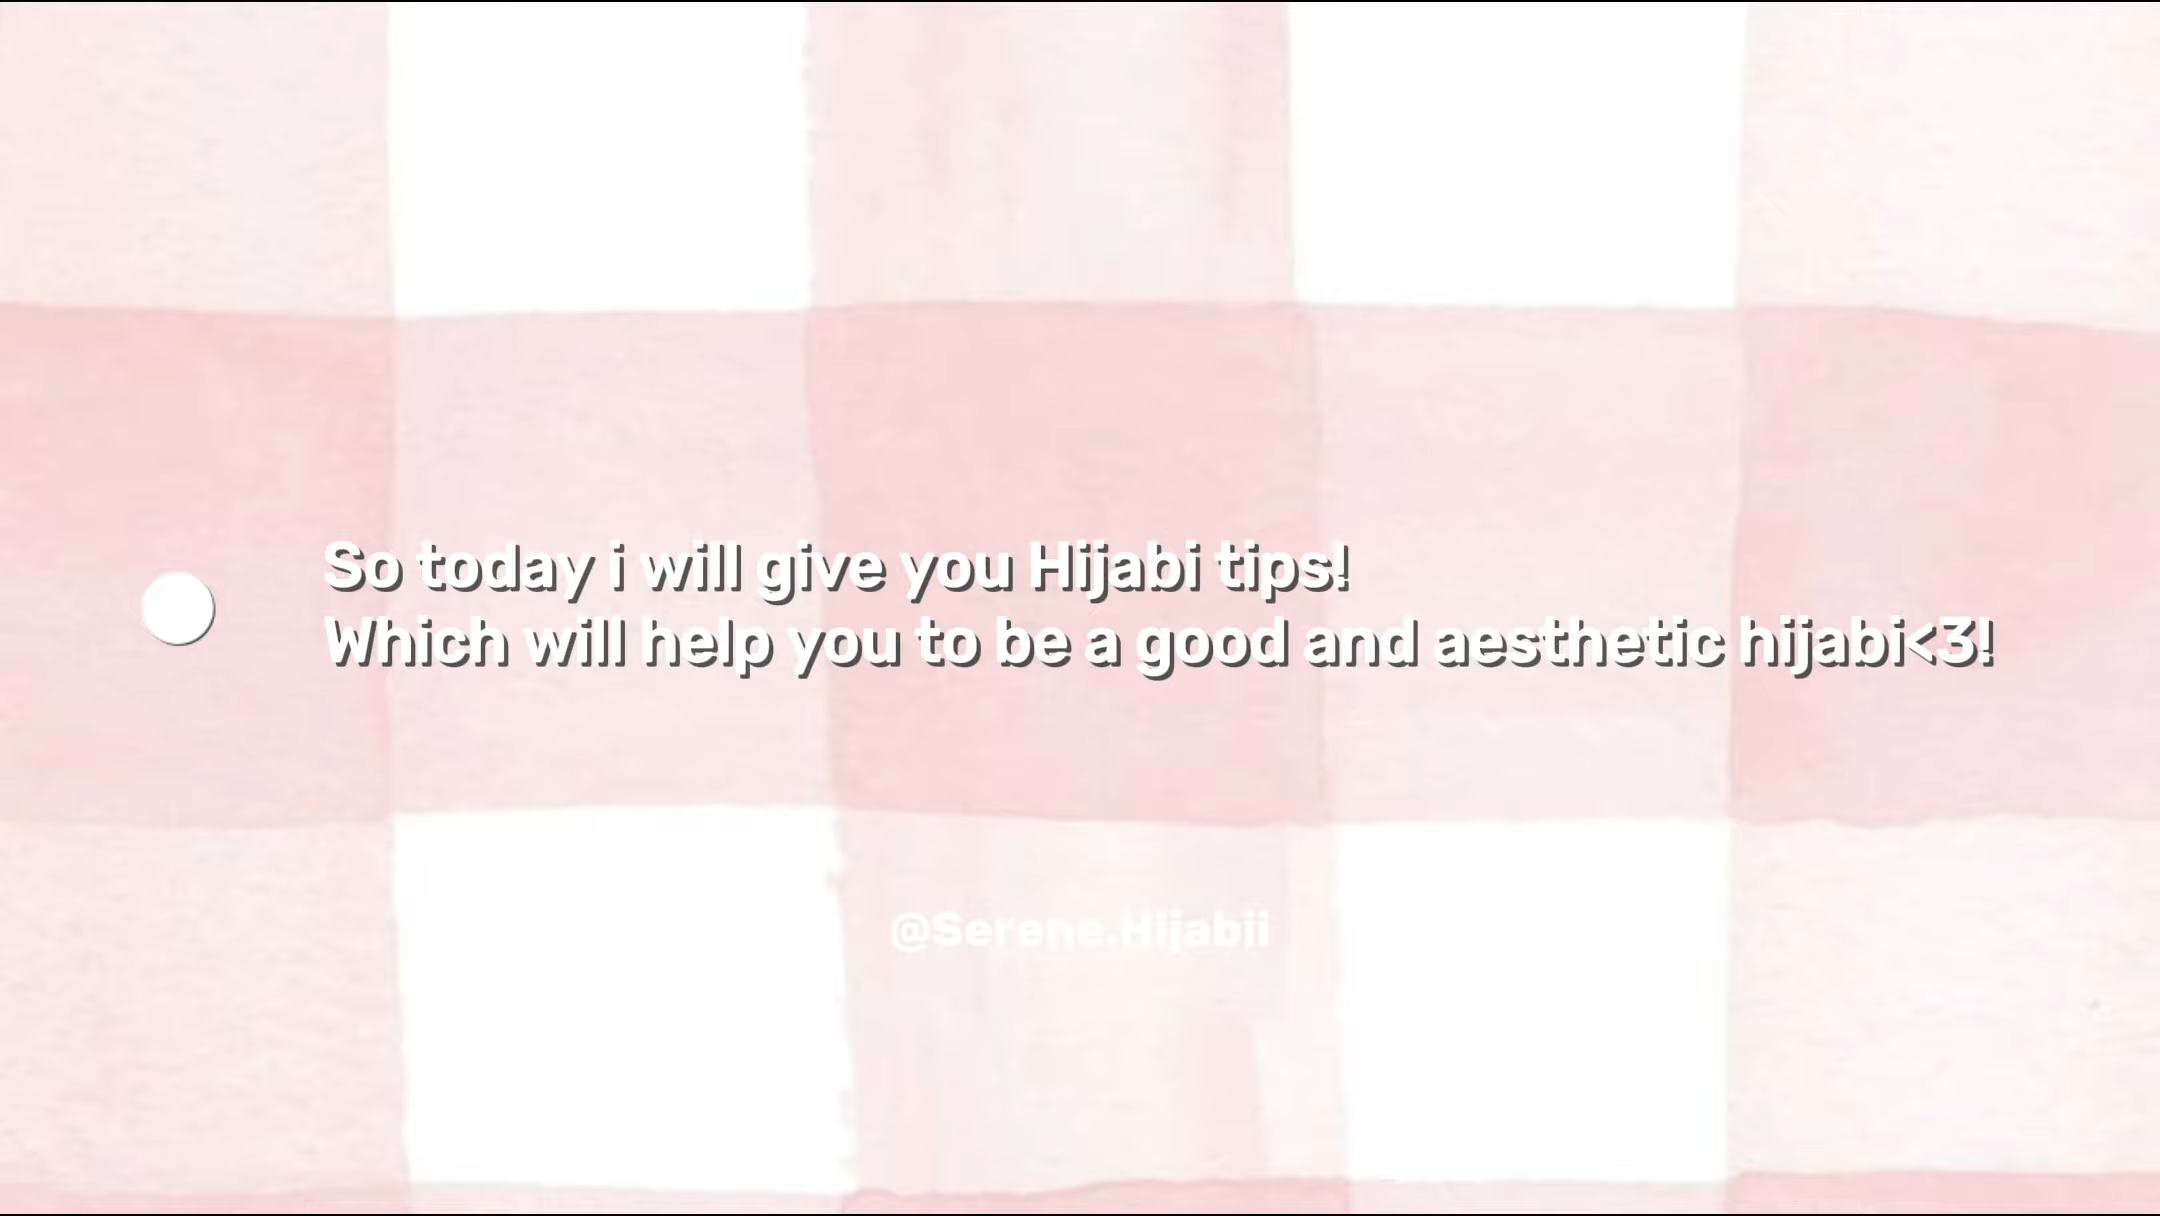 So today i will give you Hijabi tips!
Which will help you to be a good and aesthetic hijabi<3!
@Serene.Hijabii